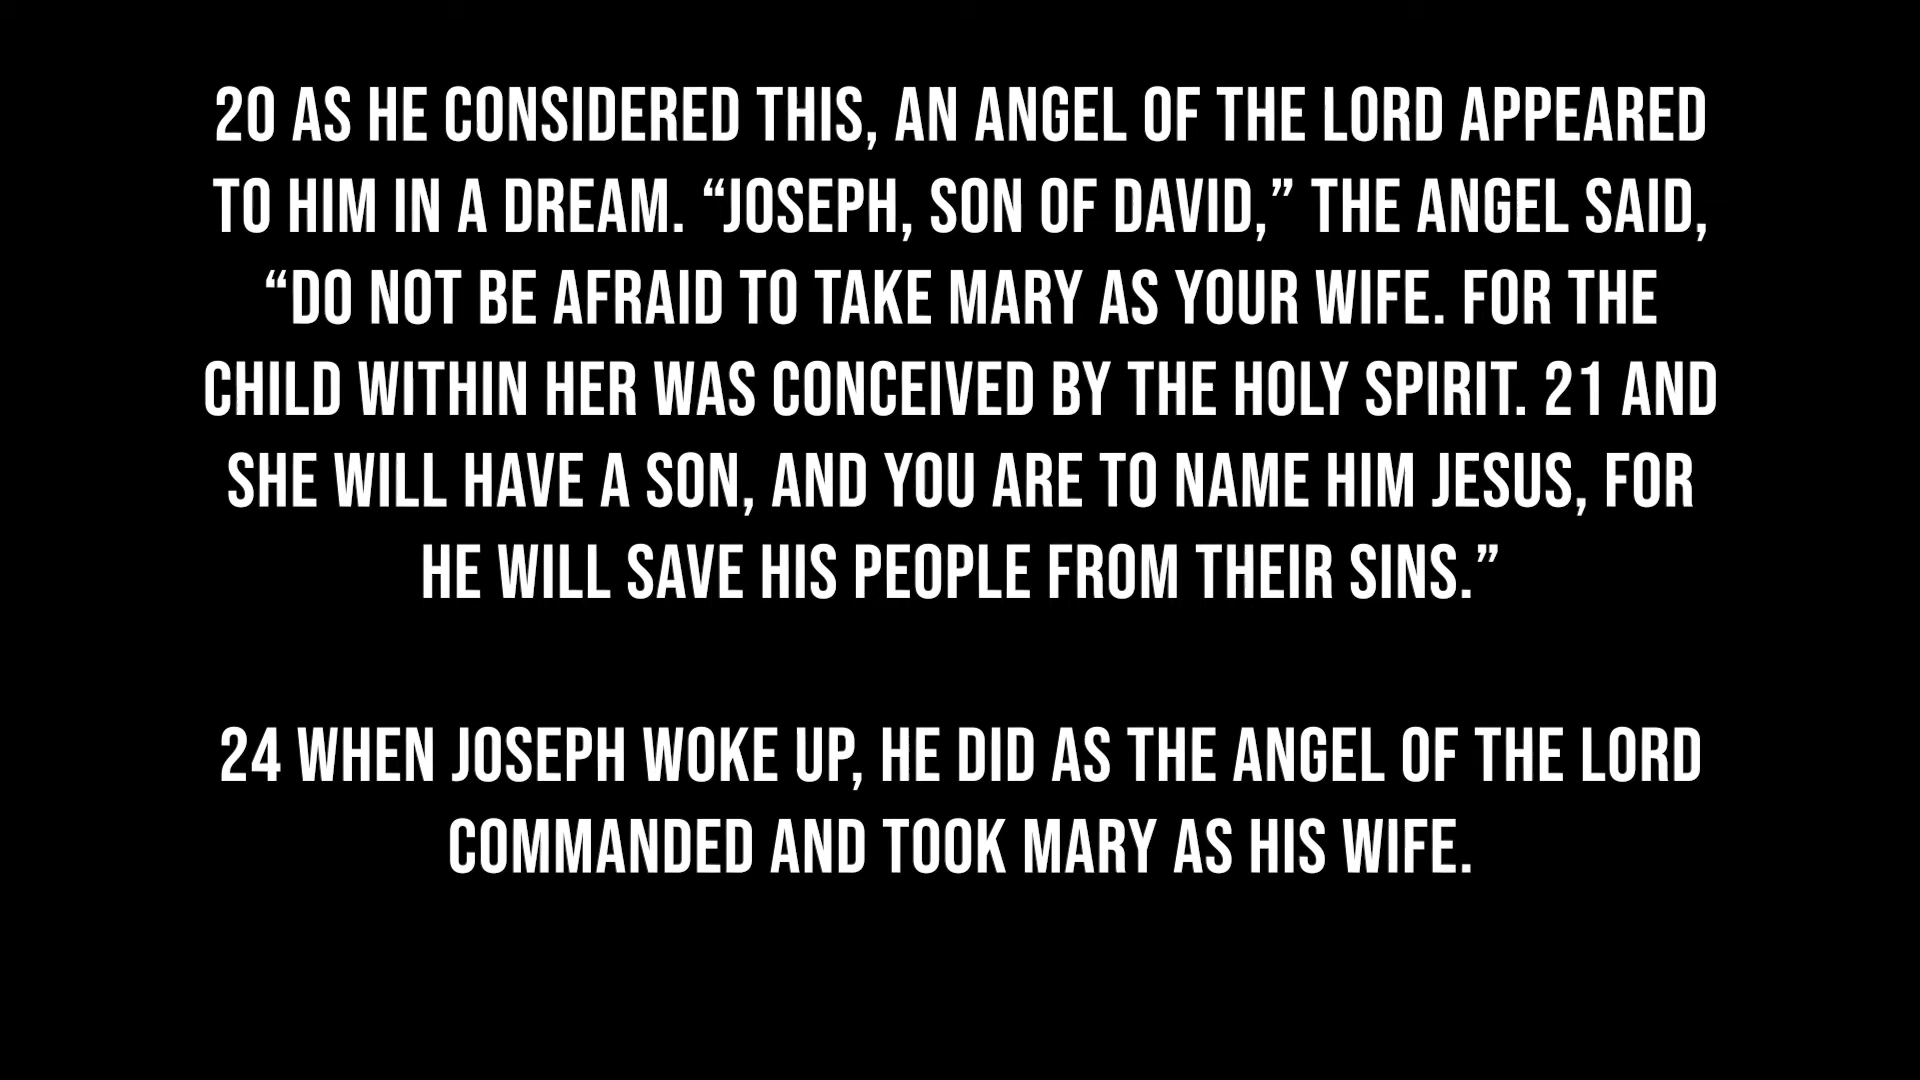 20 AS HE CONSIDERED THIS, AN ANGEL OF THE LORD APPEARED
TO HIM IN A DREAM. “JOSEPH, SON OF DAVID,” THE ANGEL SAID,
“DO NOT BE AFRAID TO TAKE MARY AS YOUR WIFE. FOR THE
CHILD WITHIN HER WAS CONCEIVED BY THE HOLY SPIRIT. 21 AND
SHE WILL HAVE A SON, AND YOU ARE TO NAME HIM JESUS, FOR
HE WILL SAVE HIS PEOPLE FROM THEIR SINS.”
24 WHEN JOSEPH WOKE UP, HE DID AS THE ANGEL OF THE LORD
COMMANDED AND TOOK MARY AS HIS WIFE.